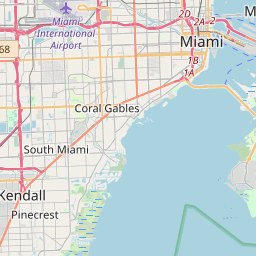 Miami
International
Airport
2D
2A
2
Miami
68
1B
1A
Coral Gables
South Miami
Kendall
Pinecrest